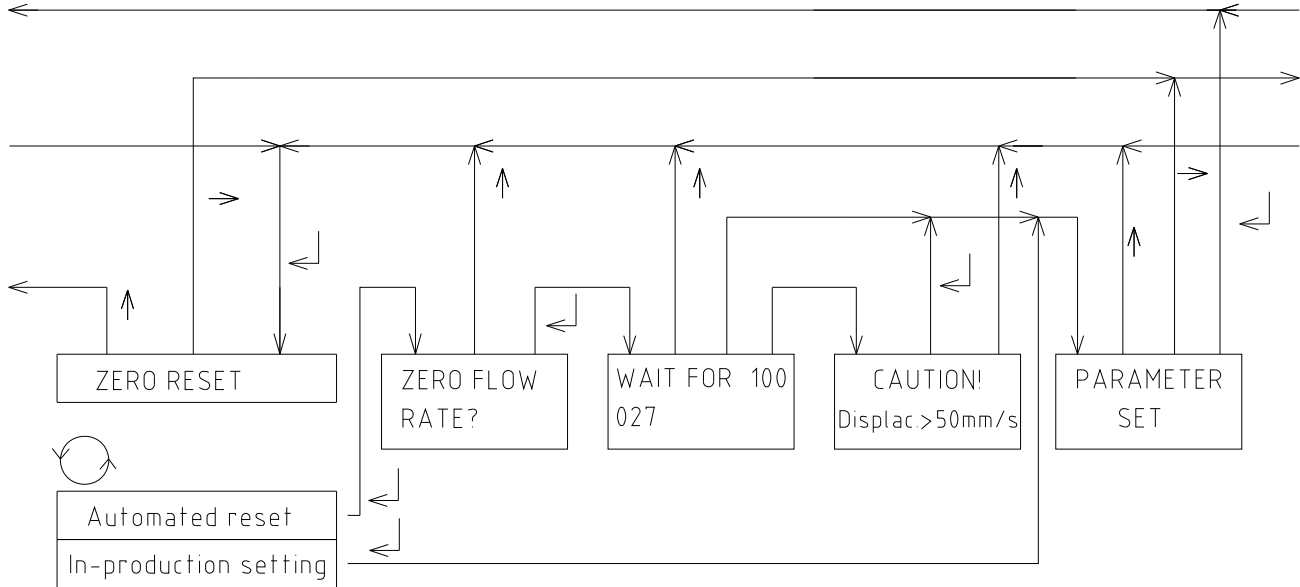 ZERO RESET
ZERO FLOW
RATE?
WAIT FOR 100
027
CAUTION!
Displac.>50mm/s
PARAMETER
SET
Automated reset
In-production setting